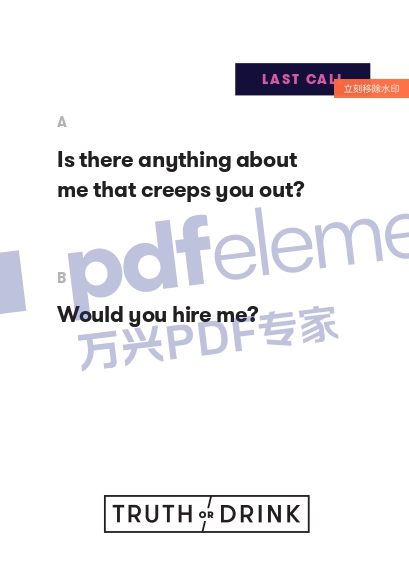 LAST CALL
立刻移除水印
A
Is there anything about
me that creeps you out?
pdfeleme
B
Would you hire me?
万兴PDF专家
TRUTH OR DRINK